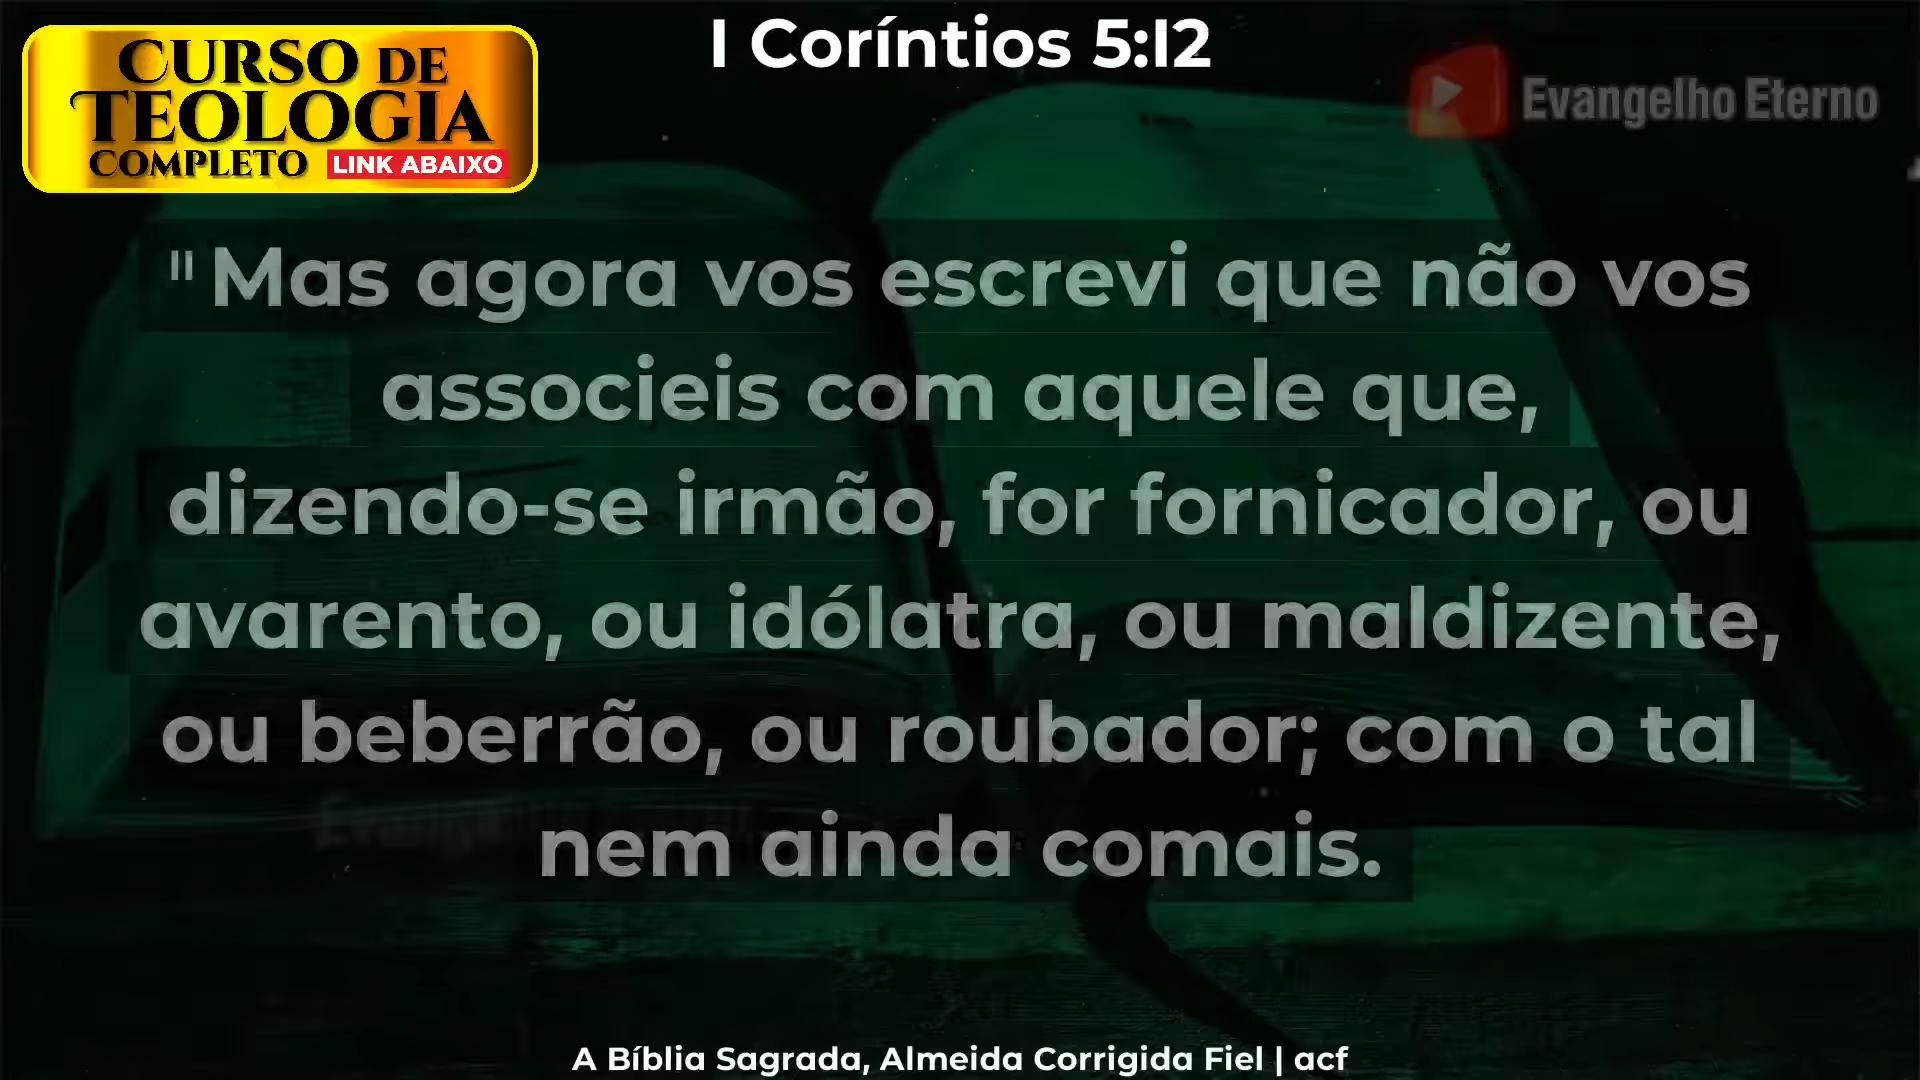 I Coríntios 5:12
CURSO DE
TEOLOGIA
COMPLETO LINK ABAIXO
Evangelho Eterno
" Mas agora vos escrevi que não vos
associeis com aquele que,
dizendo-se irmão, for fornicador, ou
avarento, ou idólatra, ou maldizente,
ou beberrão, ou roubador; com o tal
nem ainda comais.
A Bíblia Sagrada, Almeida Corrigida Fiel | acf